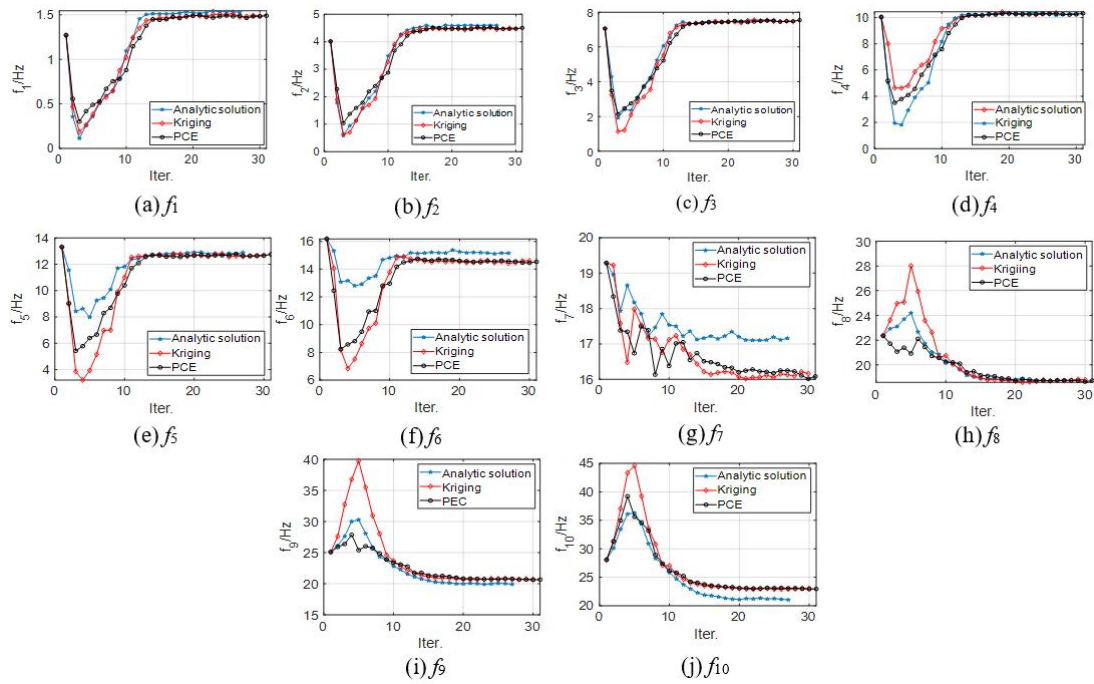 f1/Hz
1.5
1
0.5
0
0 10 20 30
Iter.
Analytic solution
Kriging
PCE
(a) f1
f2/Hz
5
4
3
2
1
0
0 10 20 30
Iter.
Analytic solution
Kriging
PCE
(b) f2
f3/Hz
8
6
4
2
0
0 10 20 30
Iter.
Analytic solution
Kriging
PCE
(c) f3
f4/Hz
10
8
6
4
2
0
0 10 20 30
Iter.
Analytic solution
Kriging
PCE
(d) f4
f5/Hz
14
12
10
8
6
4
0 10 20 30
Iter.
Analytic solution
Kriging
PCE
(e) f5
f6/Hz
16
14
12
10
8
6
0 10 20 30
Iter.
Analytic solution
Kriging
PCE
(f) f6
f7/Hz
20
19
18
17
16
0 10 20 30
Iter.
Analytic solution
Kriging
PCE
(g) f7
f8/Hz
30
28
26
24
22
20
0 10 20 30
Iter.
Analytic solution
Krigiing
PCE
(h) f8
f9/Hz
40
35
30
25
20
15
0 10 20 30
Iter.
Analytic solution
Kriging
PEC
(i) f9
f10/Hz
45
40
35
30
25
20
0 10 20 30
Iter.
Analytic solution
Kriging
PCE
(j) f10